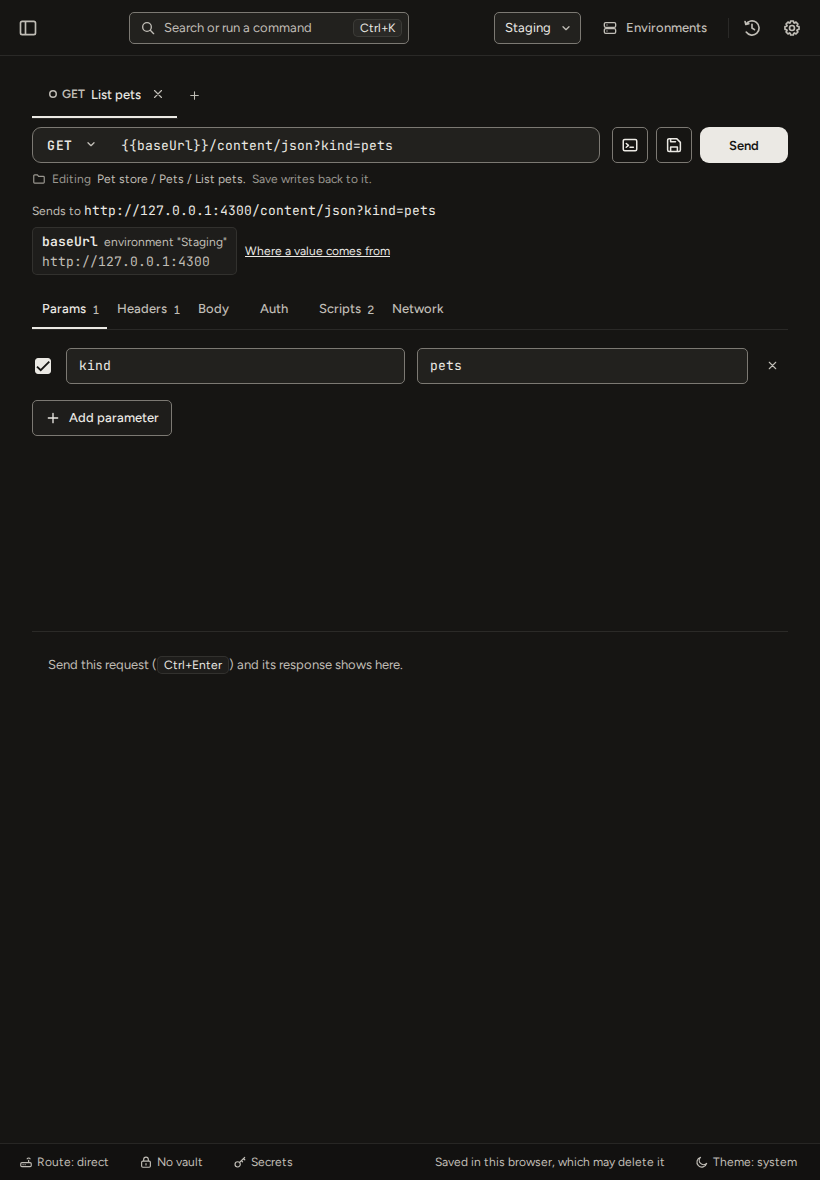 Search or run a command Ctrl+K Staging Environments
GET List pets
GET {{baseUrl}}/content/json?kind=pets Send
Editing Pet store / Pets / List pets. Save writes back to it.
Sends to http://127.0.0.1:4300/content/json?kind=pets
baseUrl environment "Staging"
http://127.0.0.1:4300
Where a value comes from
Params 1 Headers 1 Body Auth Scripts 2 Network
kind pets
Add parameter
Send this request (Ctrl+Enter) and its response shows here.
Route: direct No vault Secrets Saved in this browser, which may delete it Theme: system